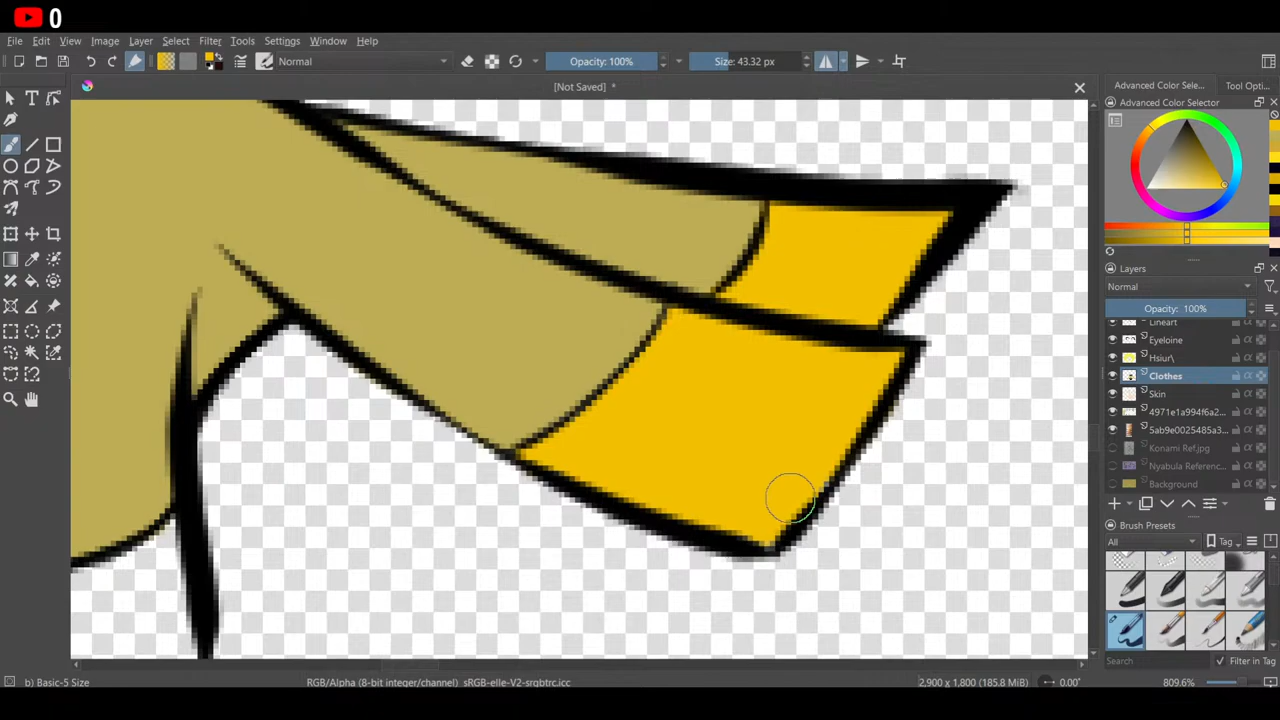 0
File Edit View Image Layer Select Filter Tools Settings Window Help
Normal Opacity: 100% Size: 43.32 px
[Not Saved] *
Advanced Color Selec... Tool Opti...
Advanced Color Selector
Layers
Normal
Opacity: 100%
Lineart
Eyeloine
Hsiur\
Clothes
Skin
4971e1a994f6a2...
5ab9e0025485a3...
Konami Ref.jpg
Nyabula Referenc...
Background
Brush Presets
All Tag
Search Filter in Tag
b) Basic-5 Size RGB/Alpha (8-bit integer/channel) sRGB-elle-V2-srgbtrc.icc 2,900 x 1,800 (185.8 MiB) 0.00° 809.6%